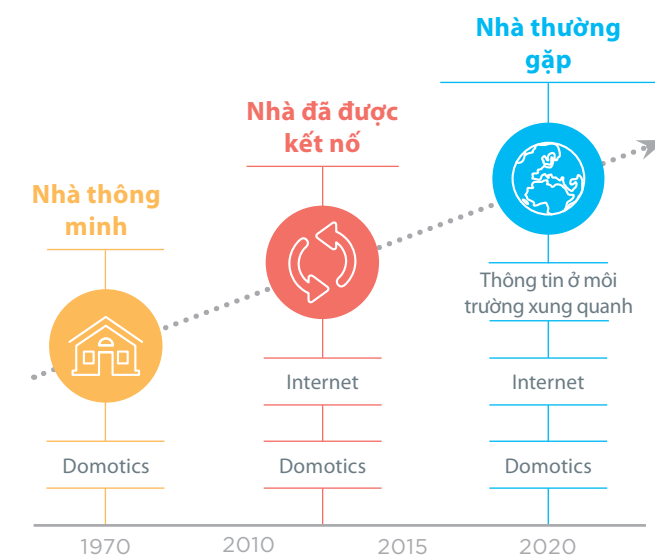 Nhà thường
gặp
Nhà đã được
kết nố
Nhà thông
minh
Thông tin ở môi
trường xung quanh
Internet
Internet
Domotics
Domotics
Domotics
1970
2010
2015
2020